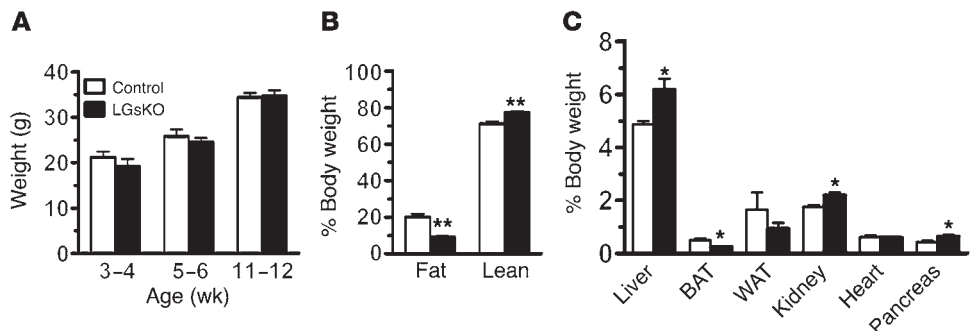 A
Weight (g)
40
30
20
10
0
Control
LGsKO
3–4
5–6
11–12
Age (wk)
B
% Body weight
100
80
60
40
20
0
**
**
Fat
Lean
C
% Body weight
8
6
4
2
0
*
*
*
*
Liver
BAT
WAT
Kidney
Heart
Pancreas